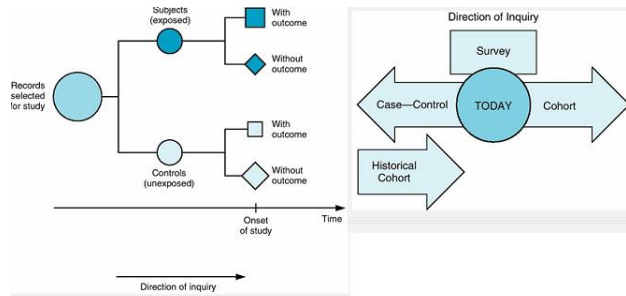 Subjects
(exposed)
With
outcome
Without
outcome
Records
selected
for study
With
outcome
Without
outcome
Controls
(unexposed)
Onset
of study
Time
Direction of inquiry
Direction of Inquiry
Survey
Case—Control
TODAY
Cohort
Historical
Cohort